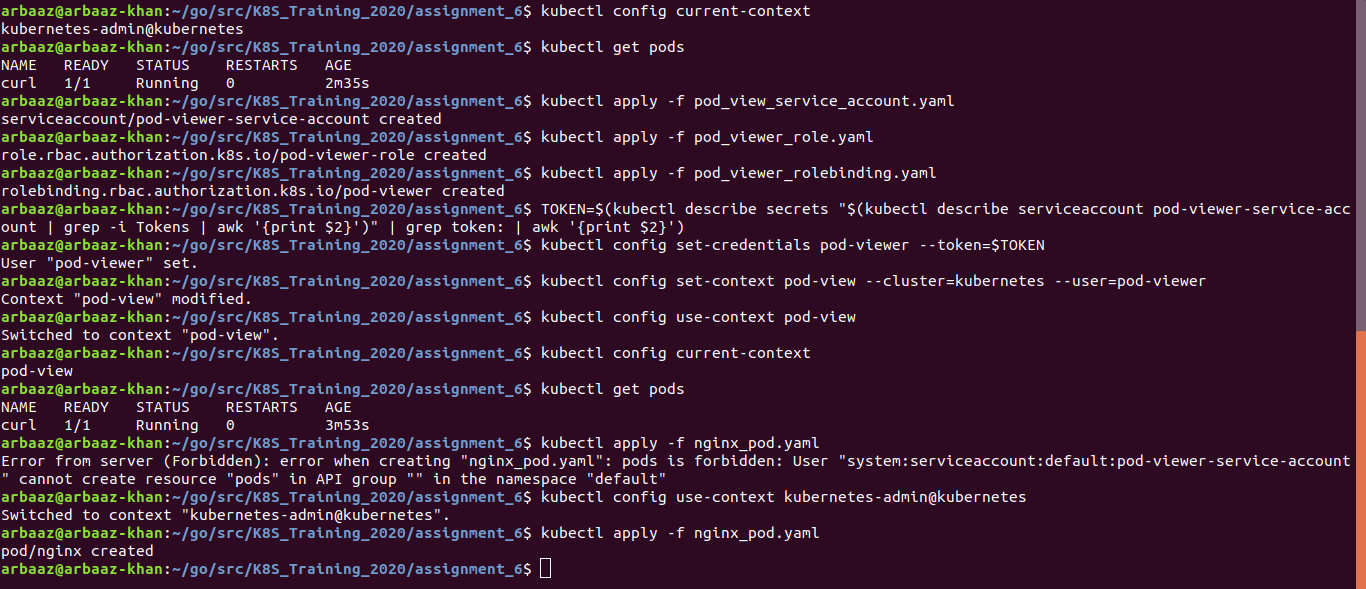 arbaaz@arbaaz-khan:~/go/src/K8S_Training_2020/assignment_6$ kubectl config current-context
kubernetes-admin@kubernetes
arbaaz@arbaaz-khan:~/go/src/K8S_Training_2020/assignment_6$ kubectl get pods
NAME   READY   STATUS    RESTARTS   AGE
curl   1/1     Running   0          2m35s
arbaaz@arbaaz-khan:~/go/src/K8S_Training_2020/assignment_6$ kubectl apply -f pod_view_service_account.yaml
serviceaccount/pod-viewer-service-account created
arbaaz@arbaaz-khan:~/go/src/K8S_Training_2020/assignment_6$ kubectl apply -f pod_viewer_role.yaml
role.rbac.authorization.k8s.io/pod-viewer-role created
arbaaz@arbaaz-khan:~/go/src/K8S_Training_2020/assignment_6$ kubectl apply -f pod_viewer_rolebinding.yaml
rolebinding.rbac.authorization.k8s.io/pod-viewer created
arbaaz@arbaaz-khan:~/go/src/K8S_Training_2020/assignment_6$ TOKEN=$(kubectl describe secrets "$(kubectl describe serviceaccount pod-viewer-service-acc
ount | grep -i Tokens | awk '{print $2}')" | grep token: | awk '{print $2}')
arbaaz@arbaaz-khan:~/go/src/K8S_Training_2020/assignment_6$ kubectl config set-credentials pod-viewer --token=$TOKEN
User "pod-viewer" set.
arbaaz@arbaaz-khan:~/go/src/K8S_Training_2020/assignment_6$ kubectl config set-context pod-view --cluster=kubernetes --user=pod-viewer
Context "pod-view" modified.
arbaaz@arbaaz-khan:~/go/src/K8S_Training_2020/assignment_6$ kubectl config use-context pod-view
Switched to context "pod-view".
arbaaz@arbaaz-khan:~/go/src/K8S_Training_2020/assignment_6$ kubectl config current-context
pod-view
arbaaz@arbaaz-khan:~/go/src/K8S_Training_2020/assignment_6$ kubectl get pods
NAME   READY   STATUS    RESTARTS   AGE
curl   1/1     Running   0          3m53s
arbaaz@arbaaz-khan:~/go/src/K8S_Training_2020/assignment_6$ kubectl apply -f nginx_pod.yaml
Error from server (Forbidden): error when creating "nginx_pod.yaml": pods is forbidden: User "system:serviceaccount:default:pod-viewer-service-account
" cannot create resource "pods" in API group "" in the namespace "default"
arbaaz@arbaaz-khan:~/go/src/K8S_Training_2020/assignment_6$ kubectl config use-context kubernetes-admin@kubernetes
Switched to context "kubernetes-admin@kubernetes".
arbaaz@arbaaz-khan:~/go/src/K8S_Training_2020/assignment_6$ kubectl apply -f nginx_pod.yaml
pod/nginx created
arbaaz@arbaaz-khan:~/go/src/K8S_Training_2020/assignment_6$